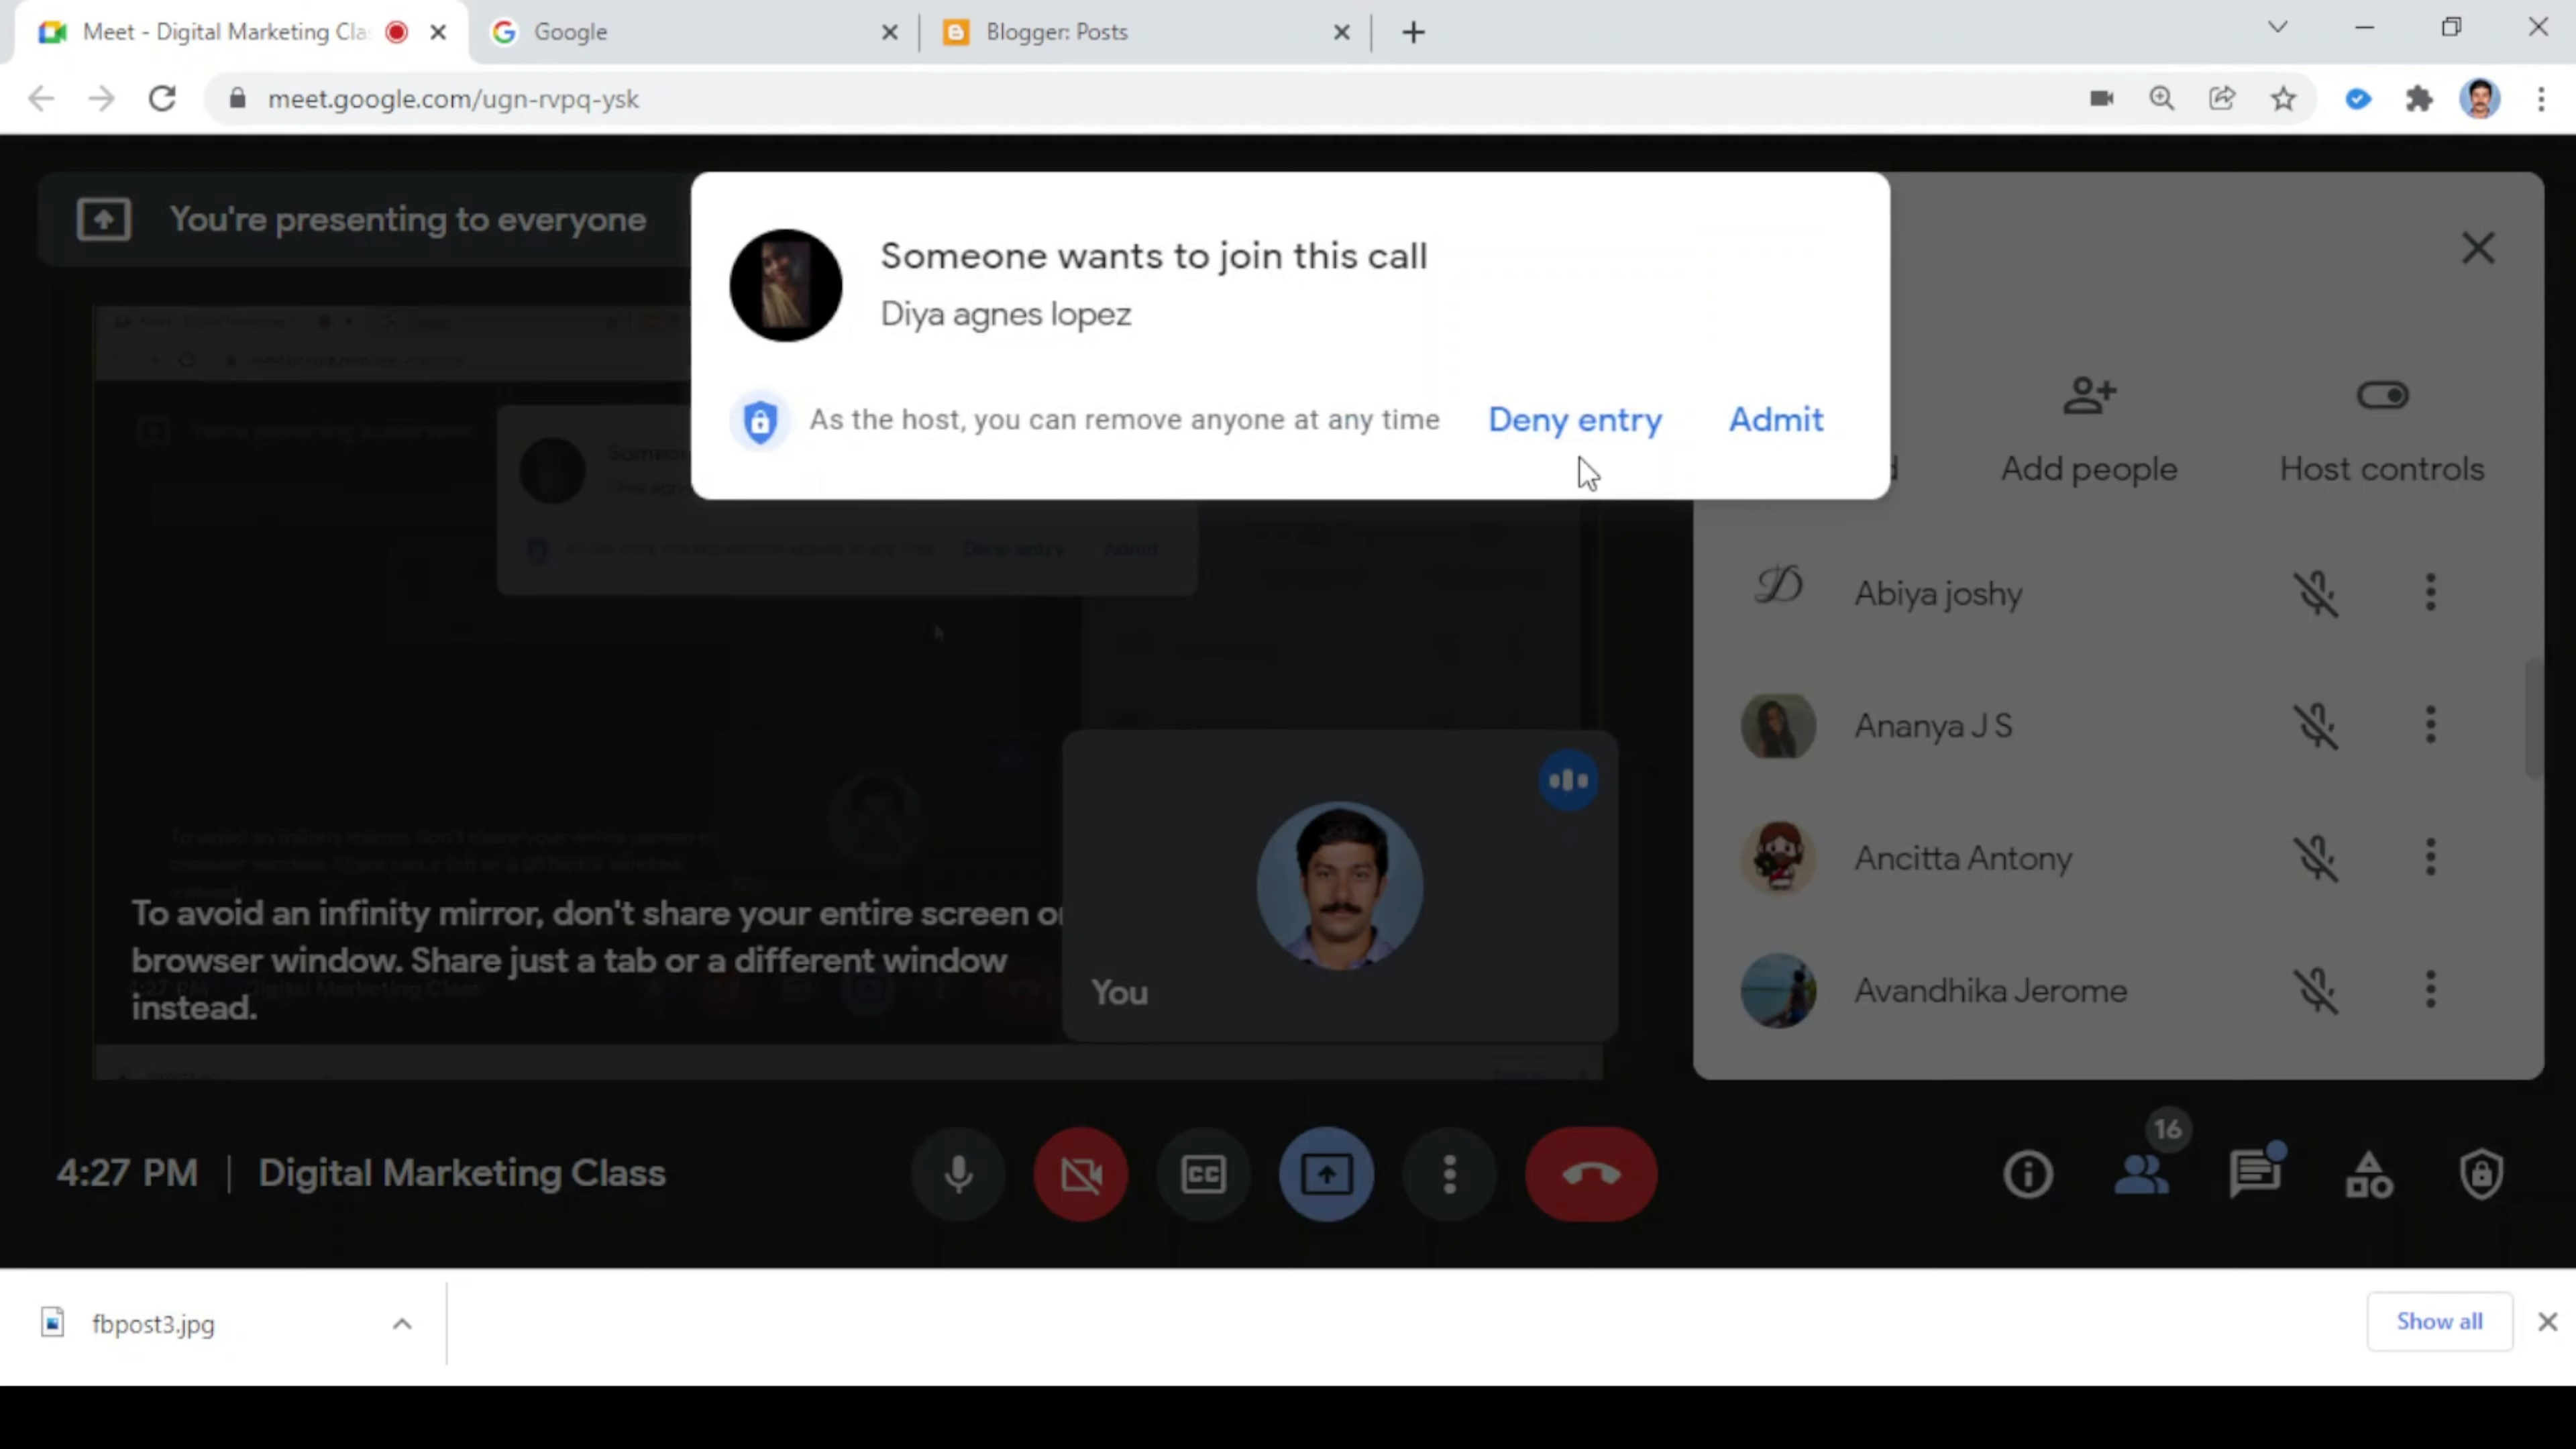 Meet - Digital Marketing Cla
Google
Blogger: Posts
meet.google.com/ugn-rvpq-ysk
You're presenting to everyone
Someone wants to join this call
Diya agnes lopez
As the host, you can remove anyone at any time
Deny entry
Admit
Add people
Host controls
Abiya joshy
Ananya J S
Ancitta Antony
Avandhika Jerome
To avoid an infinity mirror, don't share your entire screen or
browser window. Share just a tab or a different window
instead.
You
4:27 PM | Digital Marketing Class
CC
16
fbpost3.jpg
Show all